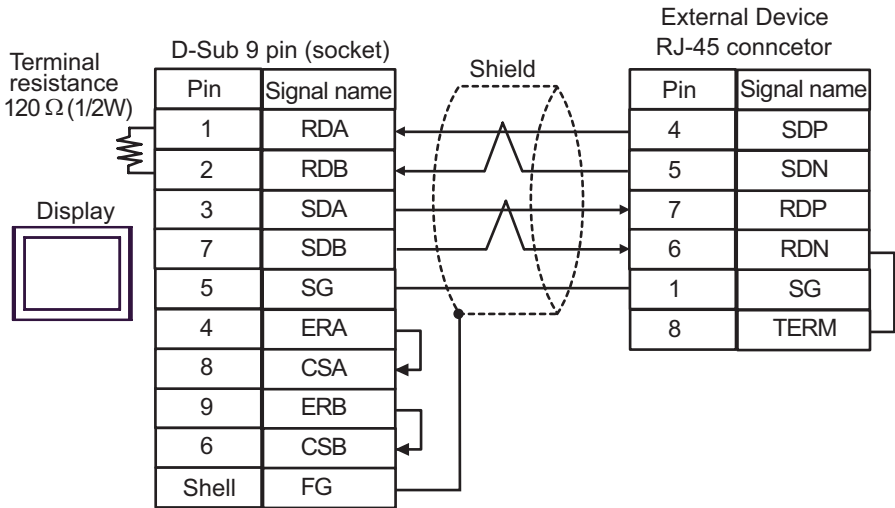 External Device
RJ-45 conncetor
D-Sub 9 pin (socket)
Terminal
resistance
120 Ω (1/2W)
Shield
Display
Pin Signal name
1 RDA
2 RDB
3 SDA
7 SDB
5 SG
4 ERA
8 CSA
9 ERB
6 CSB
Shell FG
Pin Signal name
4 SDP
5 SDN
7 RDP
6 RDN
1 SG
8 TERM